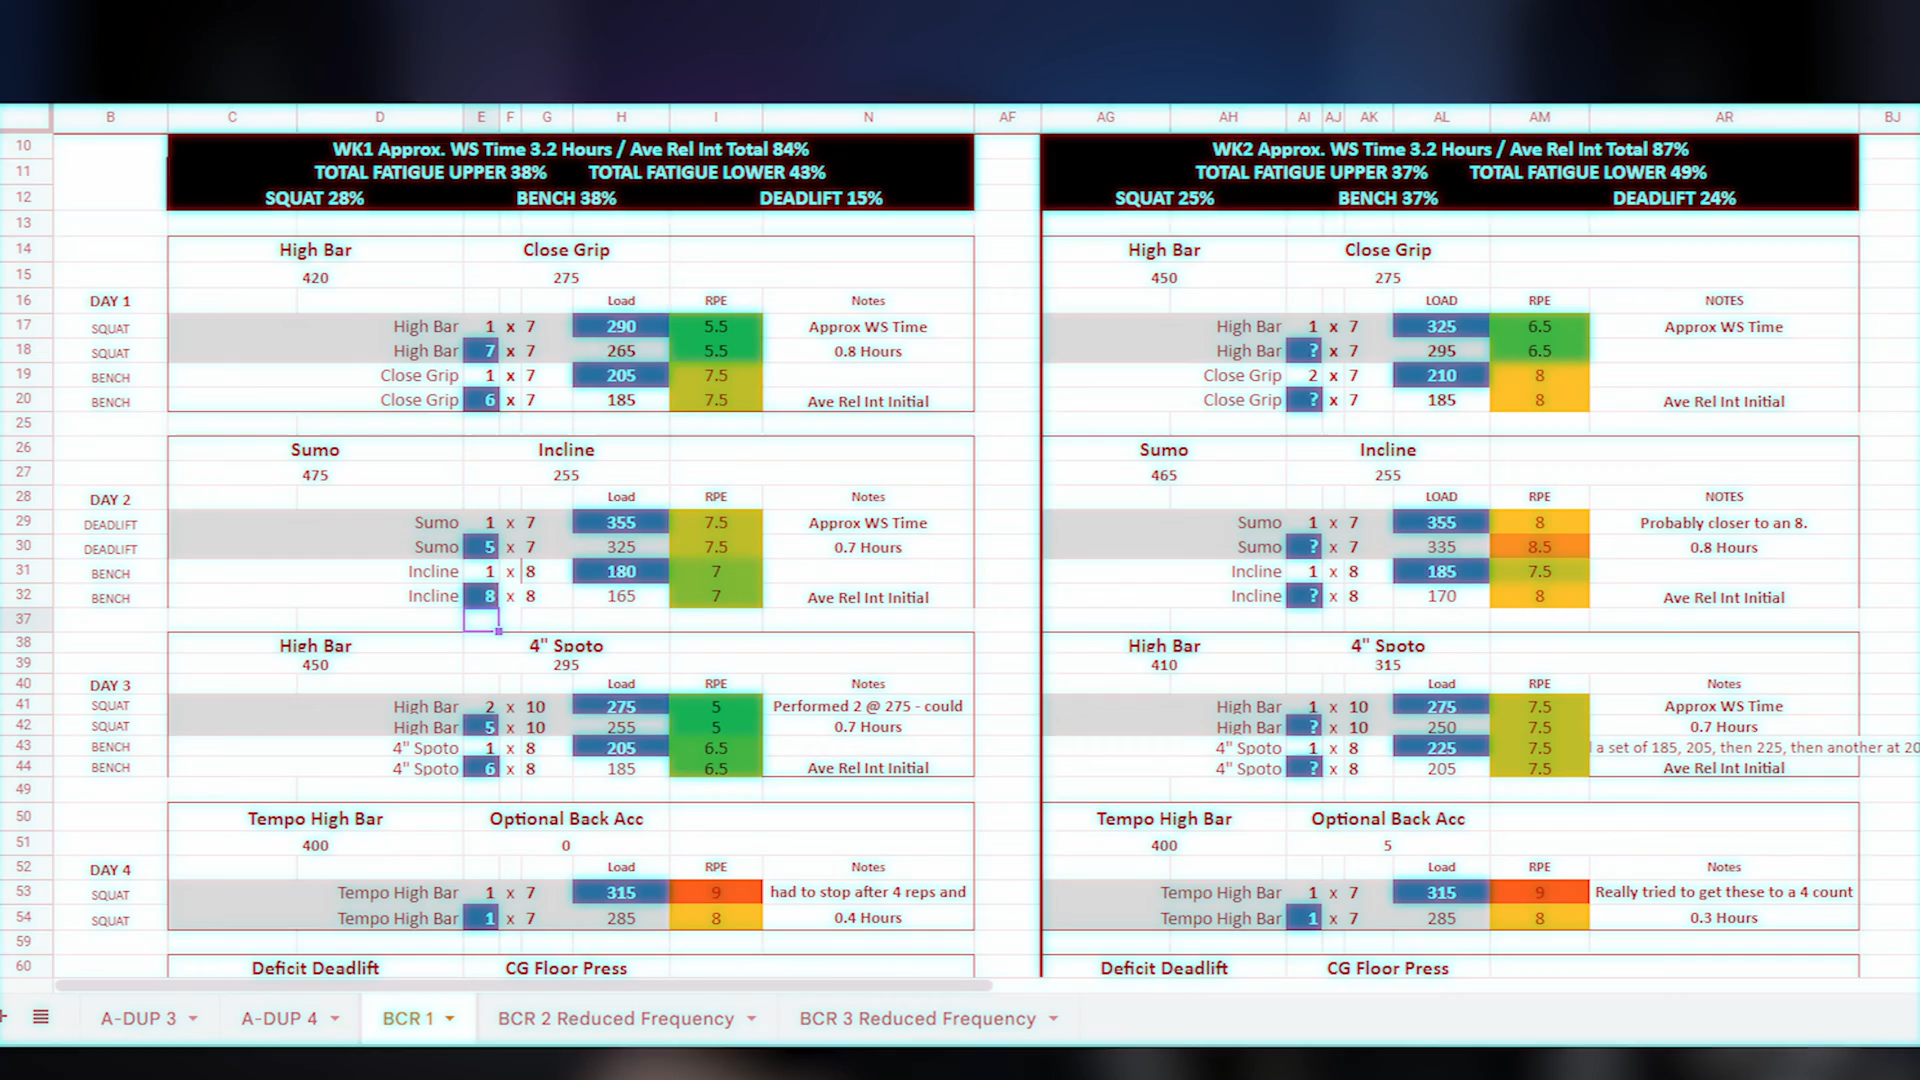 B C D E F G H I N AF AG AH AI AJ AK AL AM AR BJ
10 WK1 Approx. WS Time 3.2 Hours / Ave Rel Int Total 84% WK2 Approx. WS Time 3.2 Hours / Ave Rel Int Total 87%
11 TOTAL FATIGUE UPPER 38% TOTAL FATIGUE LOWER 43% TOTAL FATIGUE UPPER 37% TOTAL FATIGUE LOWER 49%
12 SQUAT 28% BENCH 38% DEADLIFT 15% SQUAT 25% BENCH 37% DEADLIFT 24%
13
14 High Bar Close Grip High Bar Close Grip
15 420 275 450 275
16 DAY 1 Load RPE Notes LOAD RPE NOTES
17 SQUAT High Bar 1 x 7 290 5.5 Approx WS Time High Bar 1 x 7 325 6.5 Approx WS Time
18 SQUAT High Bar 7 x 7 265 5.5 0.8 Hours High Bar ? x 7 295 6.5
19 BENCH Close Grip 1 x 7 205 7.5 Close Grip 2 x 7 210 8
20 BENCH Close Grip 6 x 7 185 7.5 Ave Rel Int Initial Close Grip ? x 7 185 8 Ave Rel Int Initial
25
26 Sumo Incline Sumo Incline
27 475 255 465 255
28 DAY 2 Load RPE Notes LOAD RPE NOTES
29 DEADLIFT Sumo 1 x 7 355 7.5 Approx WS Time Sumo 1 x 7 355 8 Probably closer to an 8.
30 DEADLIFT Sumo 5 x 7 325 7.5 0.7 Hours Sumo ? x 7 335 8.5 0.8 Hours
31 BENCH Incline 1 x 8 180 7 Incline 1 x 8 185 7.5
32 BENCH Incline 8 x 8 165 7 Ave Rel Int Initial Incline ? x 8 170 8 Ave Rel Int Initial
37
38 High Bar 4" Spoto High Bar 4" Spoto
39 450 295 410 315
40 DAY 3 Load RPE Notes Load RPE Notes
41 SQUAT High Bar 2 x 10 275 5 Performed 2 @ 275 - could High Bar 1 x 10 275 7.5 Approx WS Time
42 SQUAT High Bar 5 x 10 255 5 0.7 Hours High Bar ? x 10 250 7.5 0.7 Hours
43 BENCH 4" Spoto 1 x 8 205 6.5 4" Spoto 1 x 8 225 7.5 a set of 185, 205, then 225, then another at 20
44 BENCH 4" Spoto 6 x 8 185 6.5 Ave Rel Int Initial 4" Spoto ? x 8 205 7.5 Ave Rel Int Initial
49
50 Tempo High Bar Optional Back Acc Tempo High Bar Optional Back Acc
51 400 0 400 5
52 DAY 4 Load RPE Notes Load RPE Notes
53 SQUAT Tempo High Bar 1 x 7 315 9 had to stop after 4 reps and Tempo High Bar 1 x 7 315 9 Really tried to get these to a 4 count
54 SQUAT Tempo High Bar 1 x 7 285 8 0.4 Hours Tempo High Bar 1 x 7 285 8 0.3 Hours
59
60 Deficit Deadlift CG Floor Press Deficit Deadlift CG Floor Press
A-DUP 3 A-DUP 4 BCR 1 BCR 2 Reduced Frequency BCR 3 Reduced Frequency